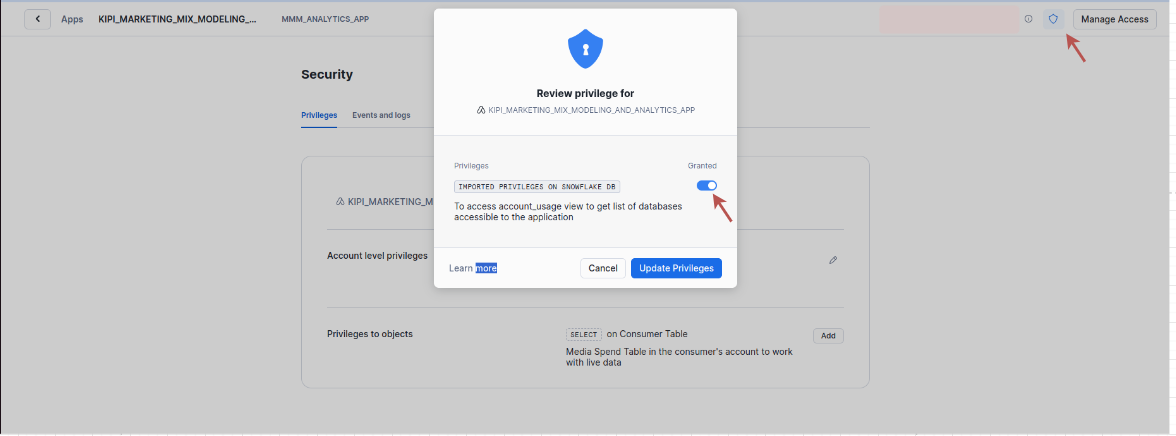 Apps KIPI_MARKETING_MIX_MODELING_... MMM_ANALYTICS_APP Manage Access
Security
Privileges Events and logs
KIPI_MARKETING_M
Account level privileges
Privileges to objects SELECT on Consumer Table Add
Media Spend Table in the consumer's account to work
with live data
Review privilege for
KIPI_MARKETING_MIX_MODELING_AND_ANALYTICS_APP
Privileges Granted
IMPORTED PRIVILEGES ON SNOWFLAKE DB
To access account_usage view to get list of databases
accessible to the application
Learn more Cancel Update Privileges